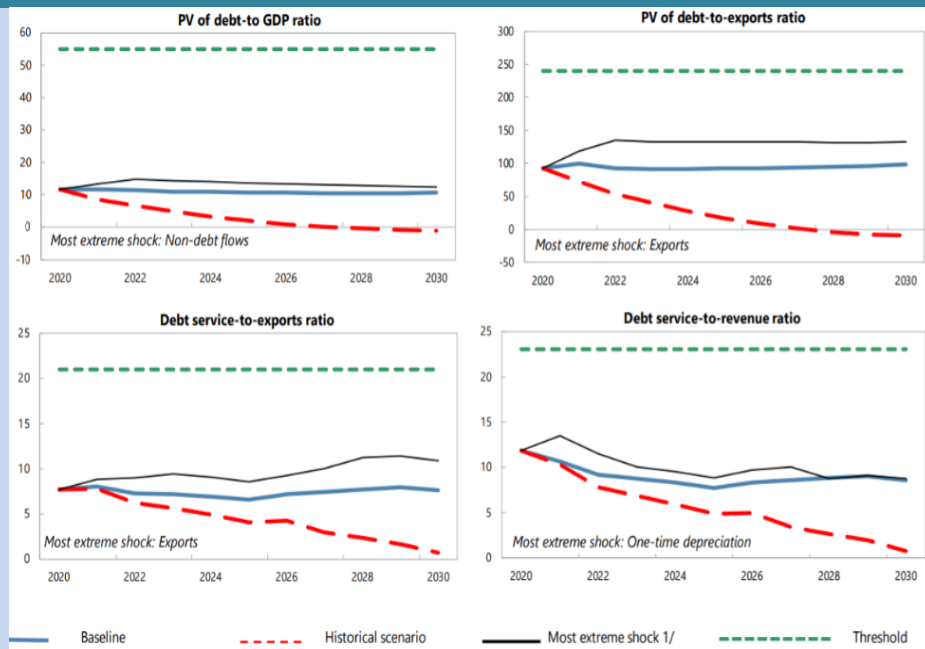 PV of debt-to GDP ratio
60
50
40
30
20
10
0
-10
Most extreme shock: Non-debt flows
2020 2022 2024 2026 2028 2030
PV of debt-to-exports ratio
300
250
200
150
100
50
0
-50
Most extreme shock: Exports
2020 2022 2024 2026 2028 2030
Debt service-to-exports ratio
25
20
15
10
5
0
Most extreme shock: Exports
2020 2022 2024 2026 2028 2030
Debt service-to-revenue ratio
25
20
15
10
5
0
Most extreme shock: One-time depreciation
2020 2022 2024 2026 2028 2030
Baseline Historical scenario Most extreme shock 1/ Threshold